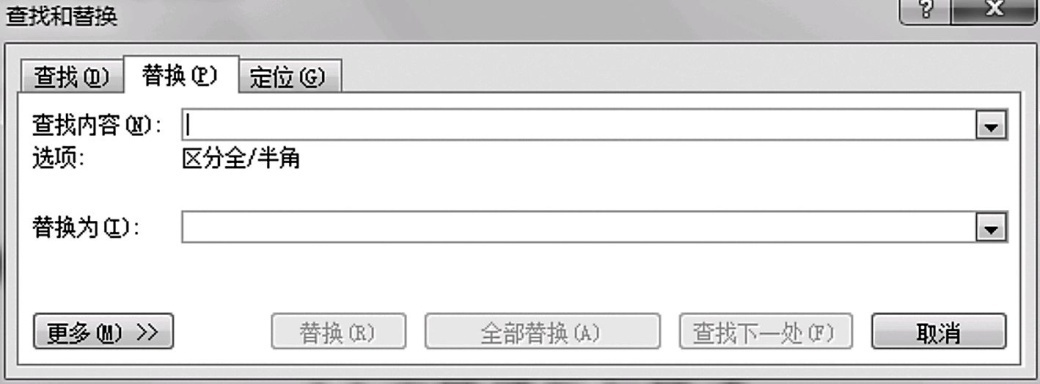 查找和替换
查找(D) 替换(P) 定位(G)
查找内容(N):
选项: 区分全/半角
替换为(I):
更多(M) >> 替换(R) 全部替换(A) 查找下一处(F) 取消